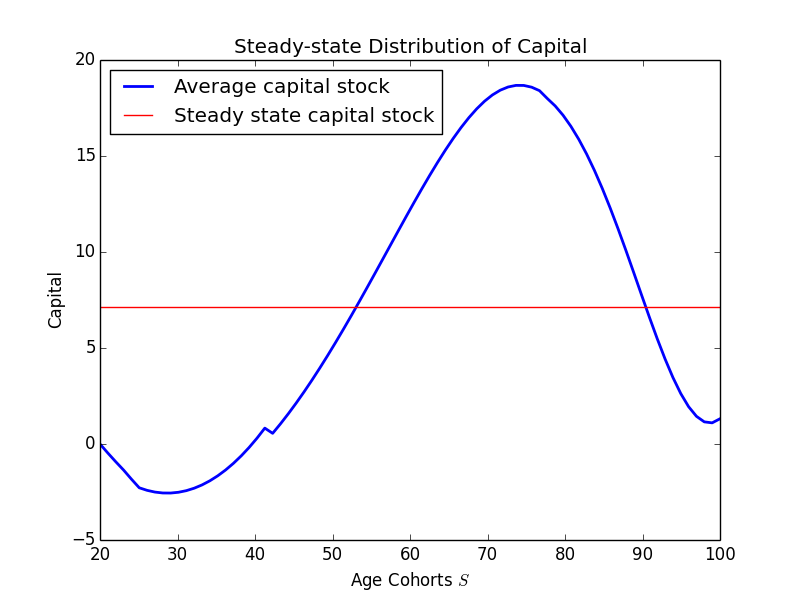 Steady-state Distribution of Capital
Average capital stock
Steady state capital stock
20
15
10
5
0
−5
Capital
20 30 40 50 60 70 80 90 100
Age Cohorts S